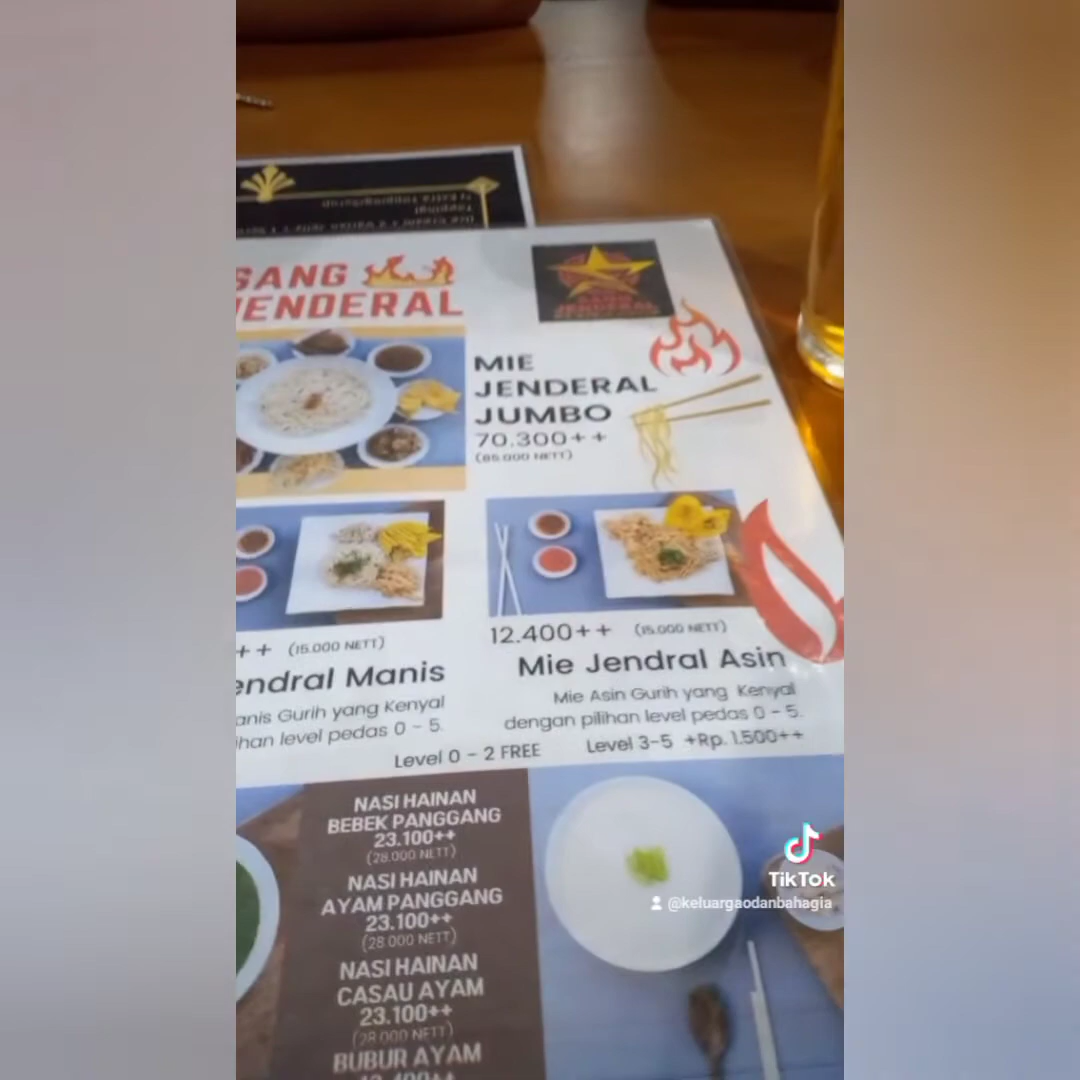 SANG
JENDERAL
SANG
JENDERAL
MIE
JENDERAL
JUMBO
70.300++
(85.000 NETT)
++ (15.000 NETT)
endral Manis
anis Gurih yang Kenyal
ihan level pedas 0 - 5.
12.400++ (15.000 NETT)
Mie Jendral Asin
Mie Asin Gurih yang Kenyal
dengan pilihan level pedas 0 - 5.
Level 0 - 2 FREE
Level 3-5 +Rp. 1.500++
NASI HAINAN
BEBEK PANGGANG
23.100++
(28.000 NETT)
NASI HAINAN
AYAM PANGGANG
23.100++
(28.000 NETT)
NASI HAINAN
CASAU AYAM
23.100++
(28.000 NETT)
BUBUR AYAM
12.400++
TikTok
@keluargaodanbahagia